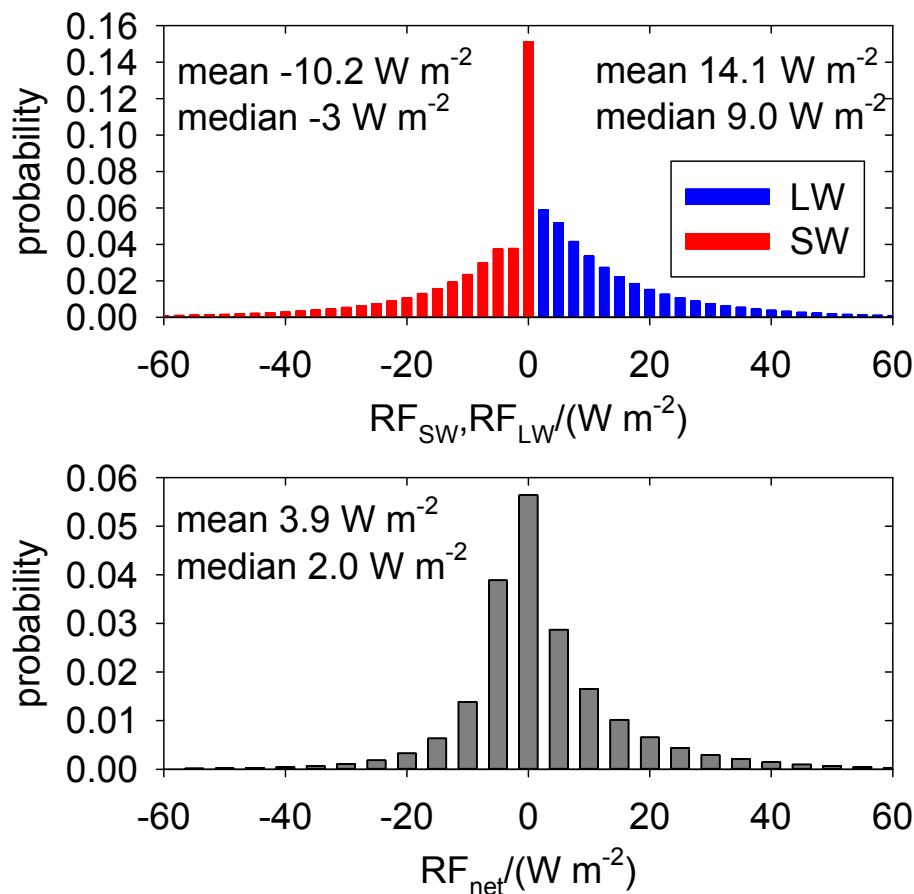 0.16
0.14
0.12
0.10
0.08
0.06
0.04
0.02
0.00
probability
mean -10.2 W m⁻²
median -3 W m⁻²
mean 14.1 W m⁻²
median 9.0 W m⁻²
LW
SW
-60 -40 -20 0 20 40 60
RF_SW,RF_LW/(W m⁻²)
0.06
0.05
0.04
0.03
0.02
0.01
0.00
probability
mean 3.9 W m⁻²
median 2.0 W m⁻²
-60 -40 -20 0 20 40 60
RF_net/(W m⁻²)